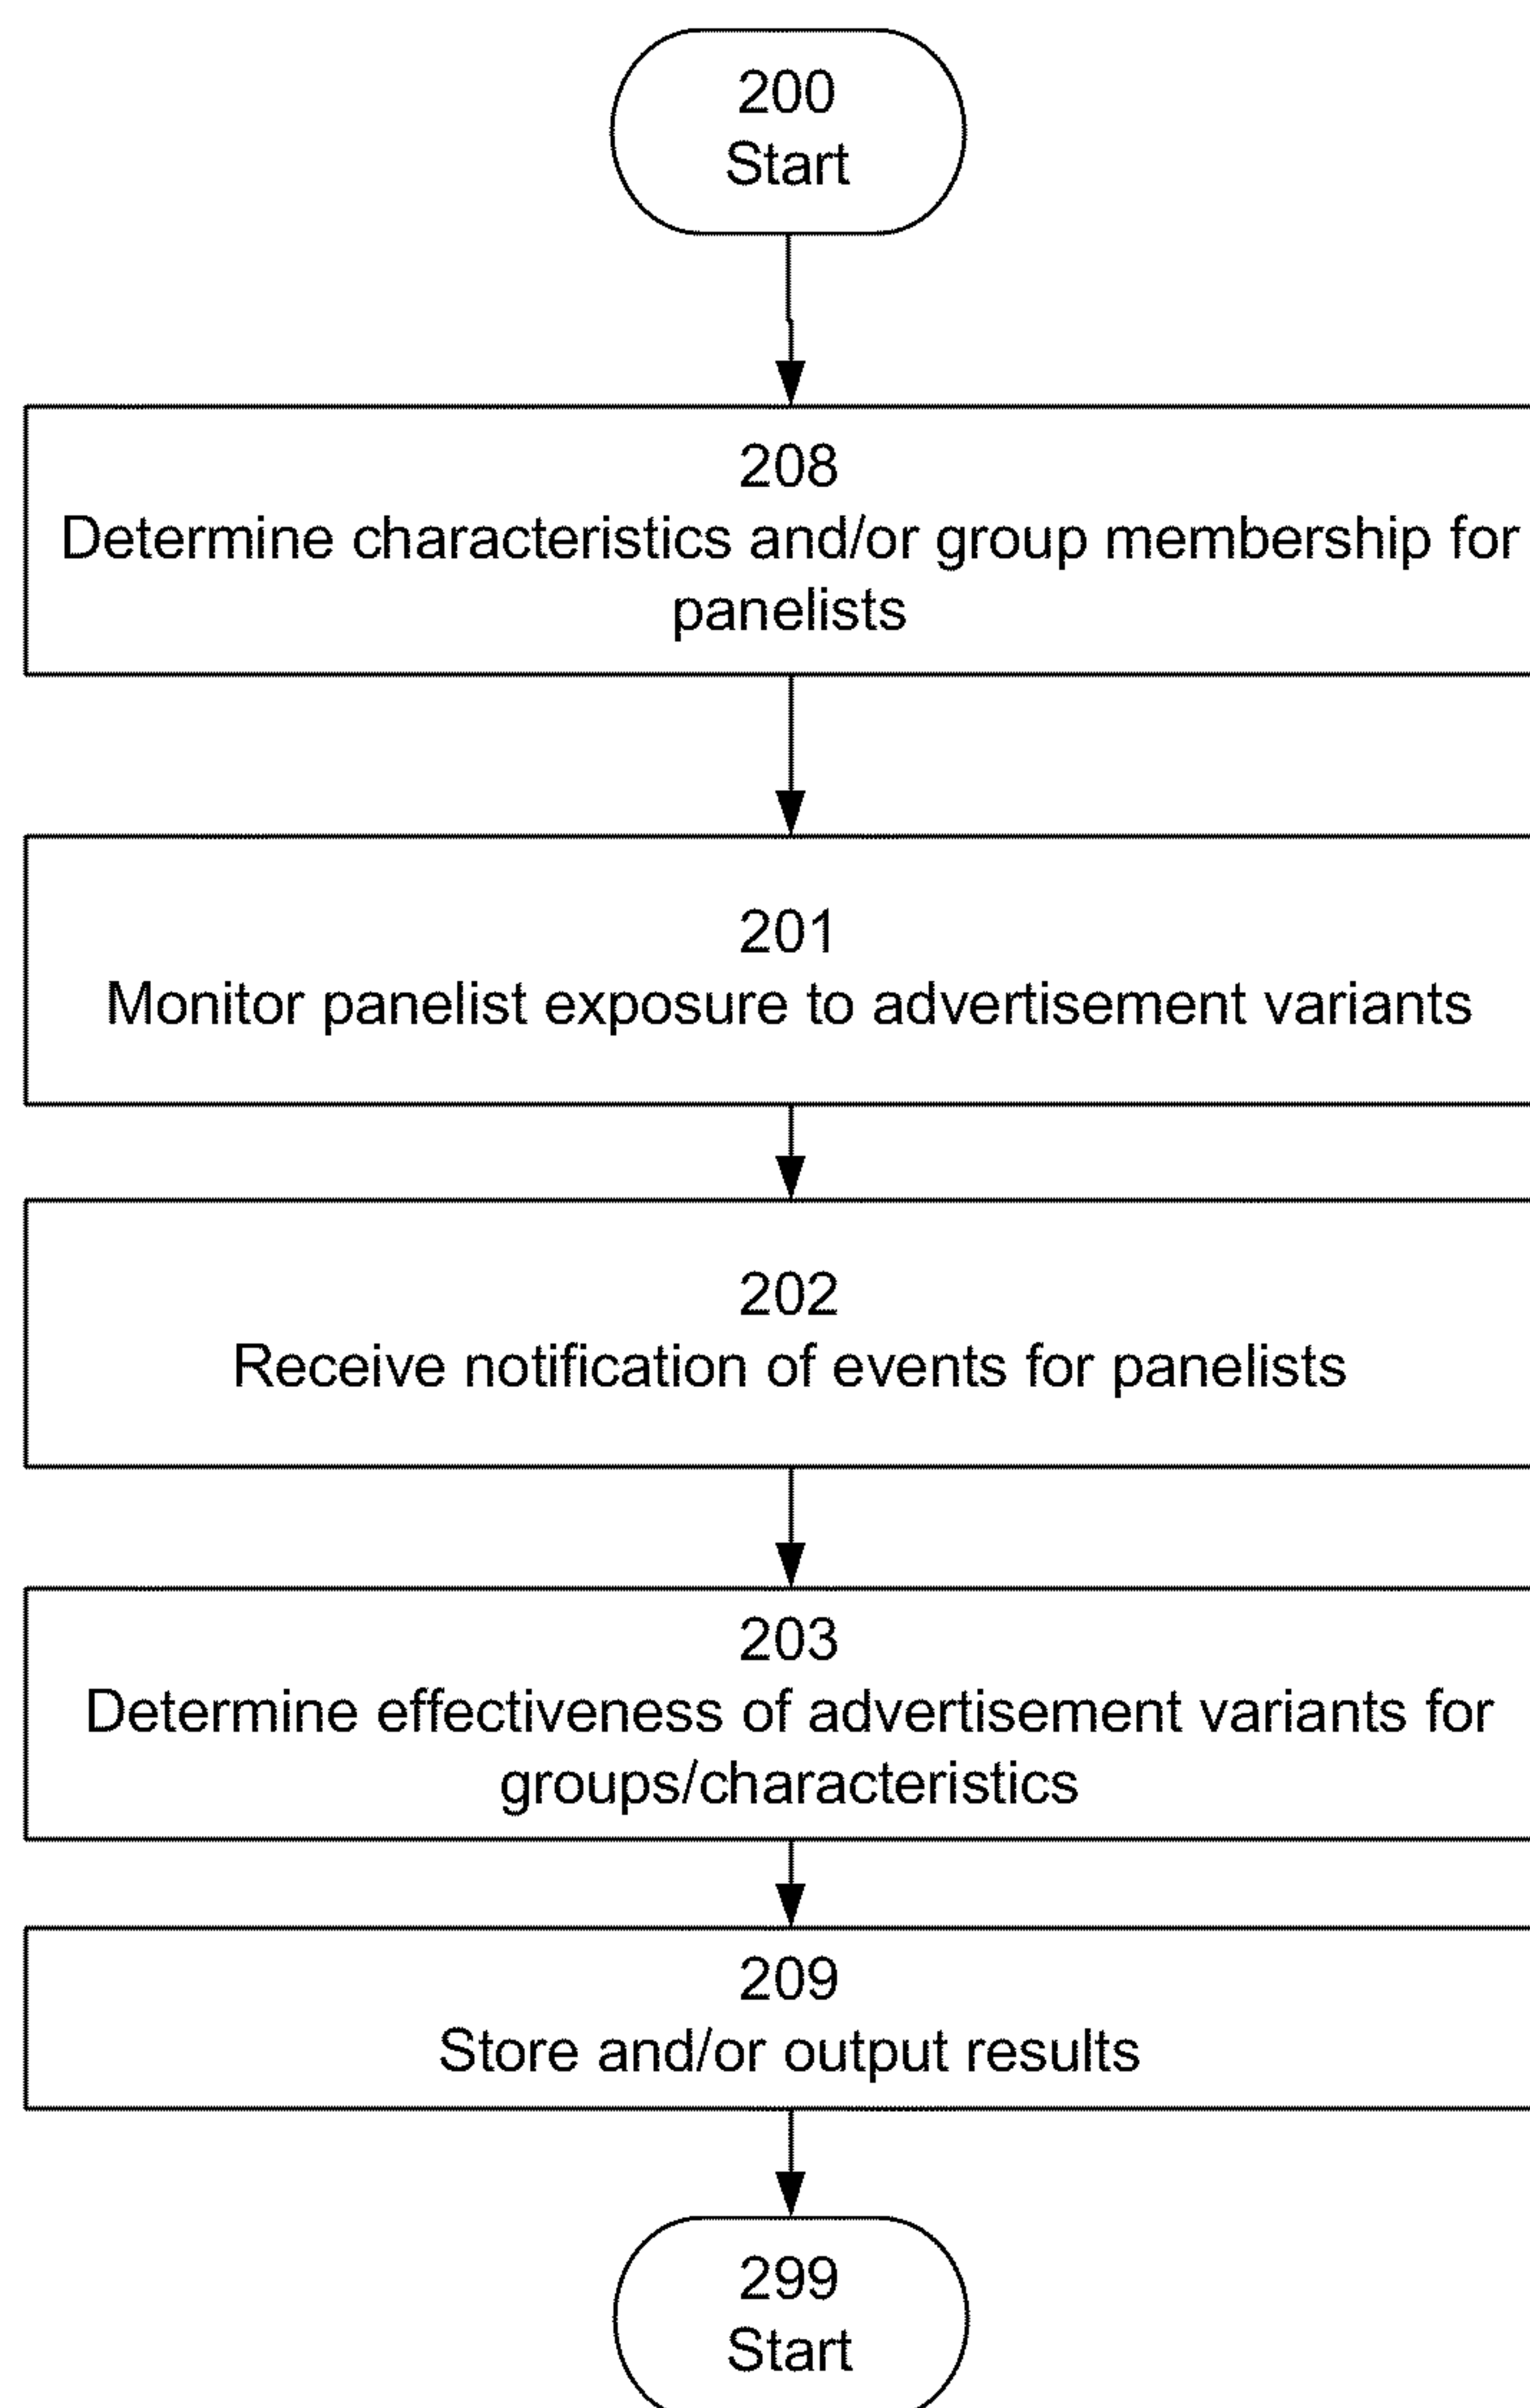 200
Start
208
Determine characteristics and/or group membership for
panelists
201
Monitor panelist exposure to advertisement variants
202
Receive notification of events for panelists
203
Determine effectiveness of advertisement variants for
groups/characteristics
209
Store and/or output results
299
Start